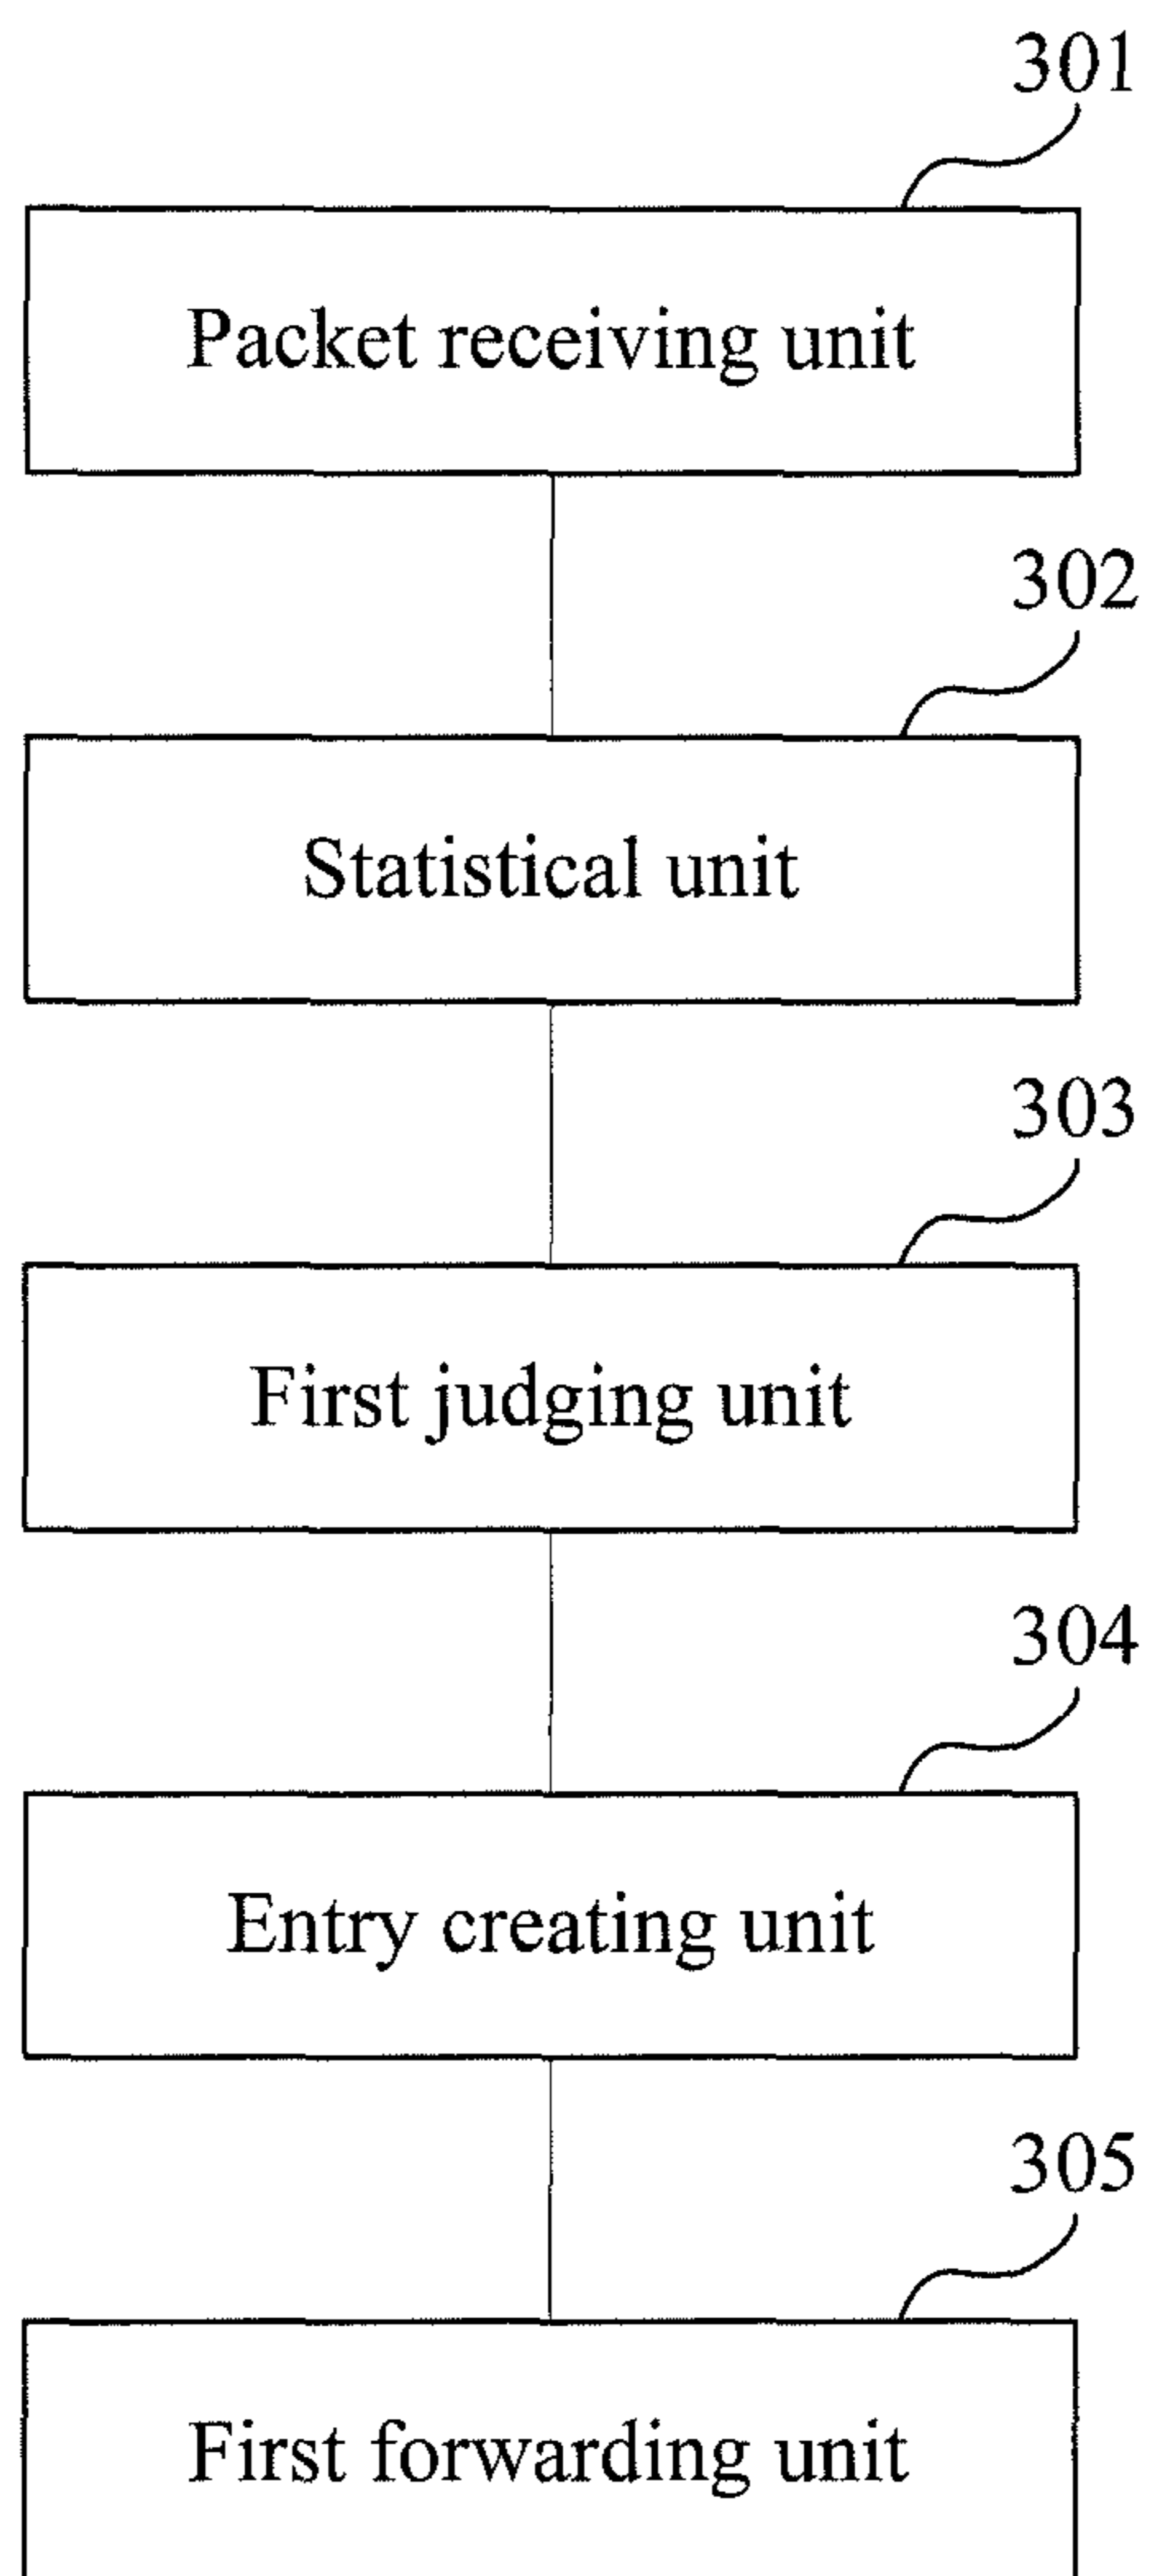 301
Packet receiving unit
302
Statistical unit
303
First judging unit
304
Entry creating unit
305
First forwarding unit